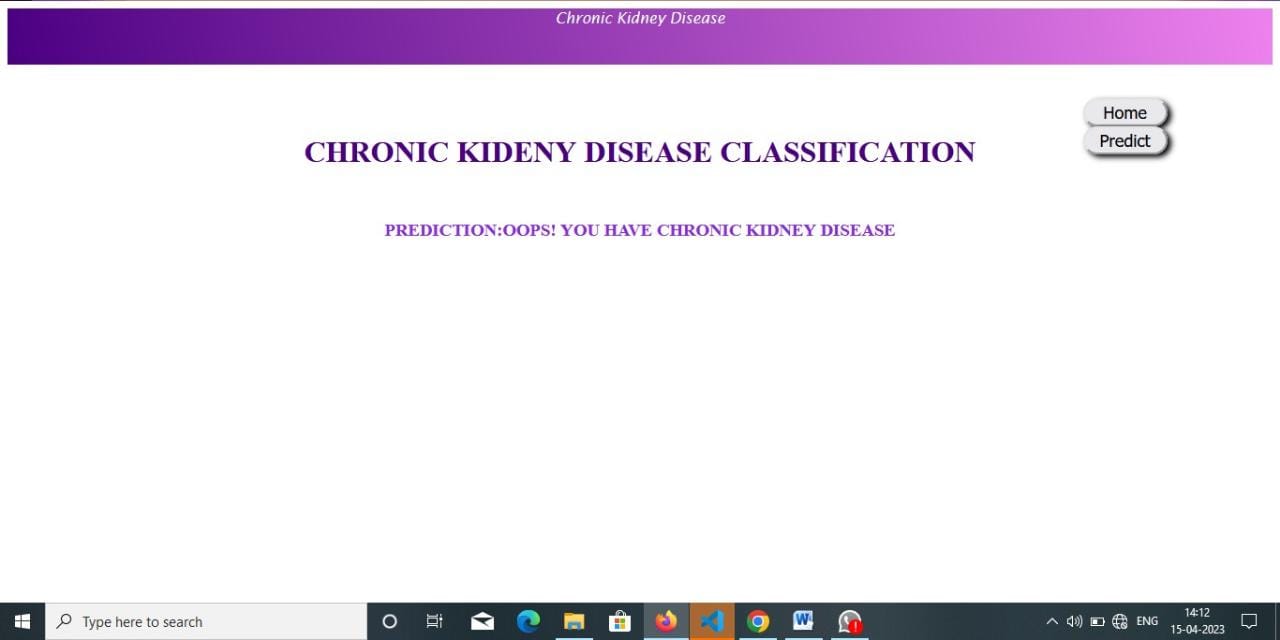 Chronic Kidney Disease
Home
Predict
CHRONIC KIDENY DISEASE CLASSIFICATION
PREDICTION:OOPS! YOU HAVE CHRONIC KIDNEY DISEASE
Type here to search
W
ENG
14:12
15-04-2023